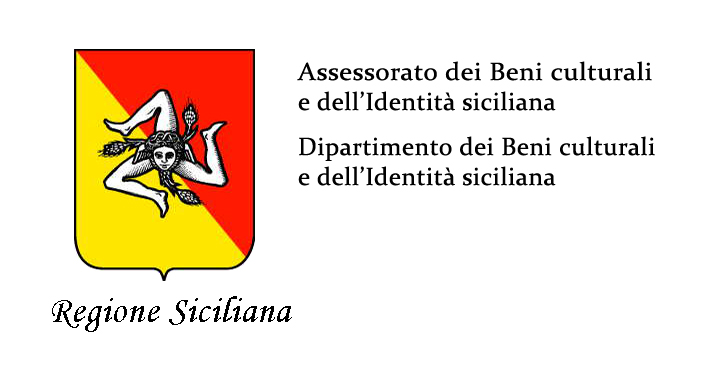 Assessorato dei Beni culturali
e dell’Identità siciliana
Dipartimento dei Beni culturali
e dell’Identità siciliana
Regione Siciliana